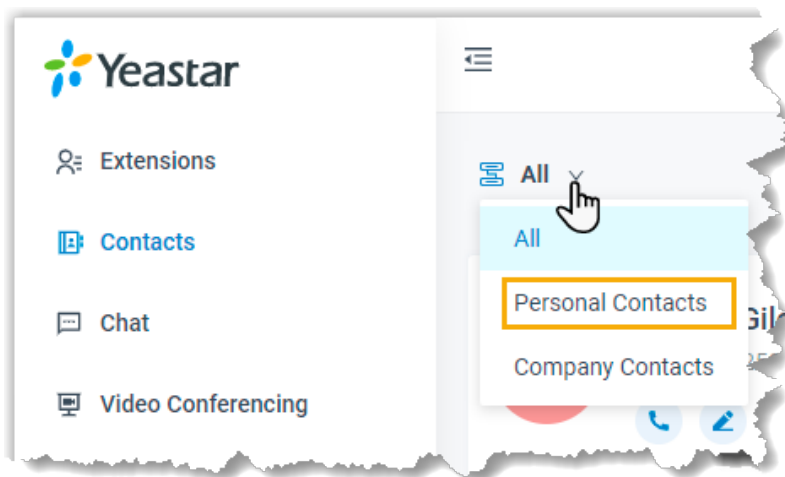 Yeastar
Extensions
Contacts
Chat
Video Conferencing
All
All
Personal Contacts
Company Contacts